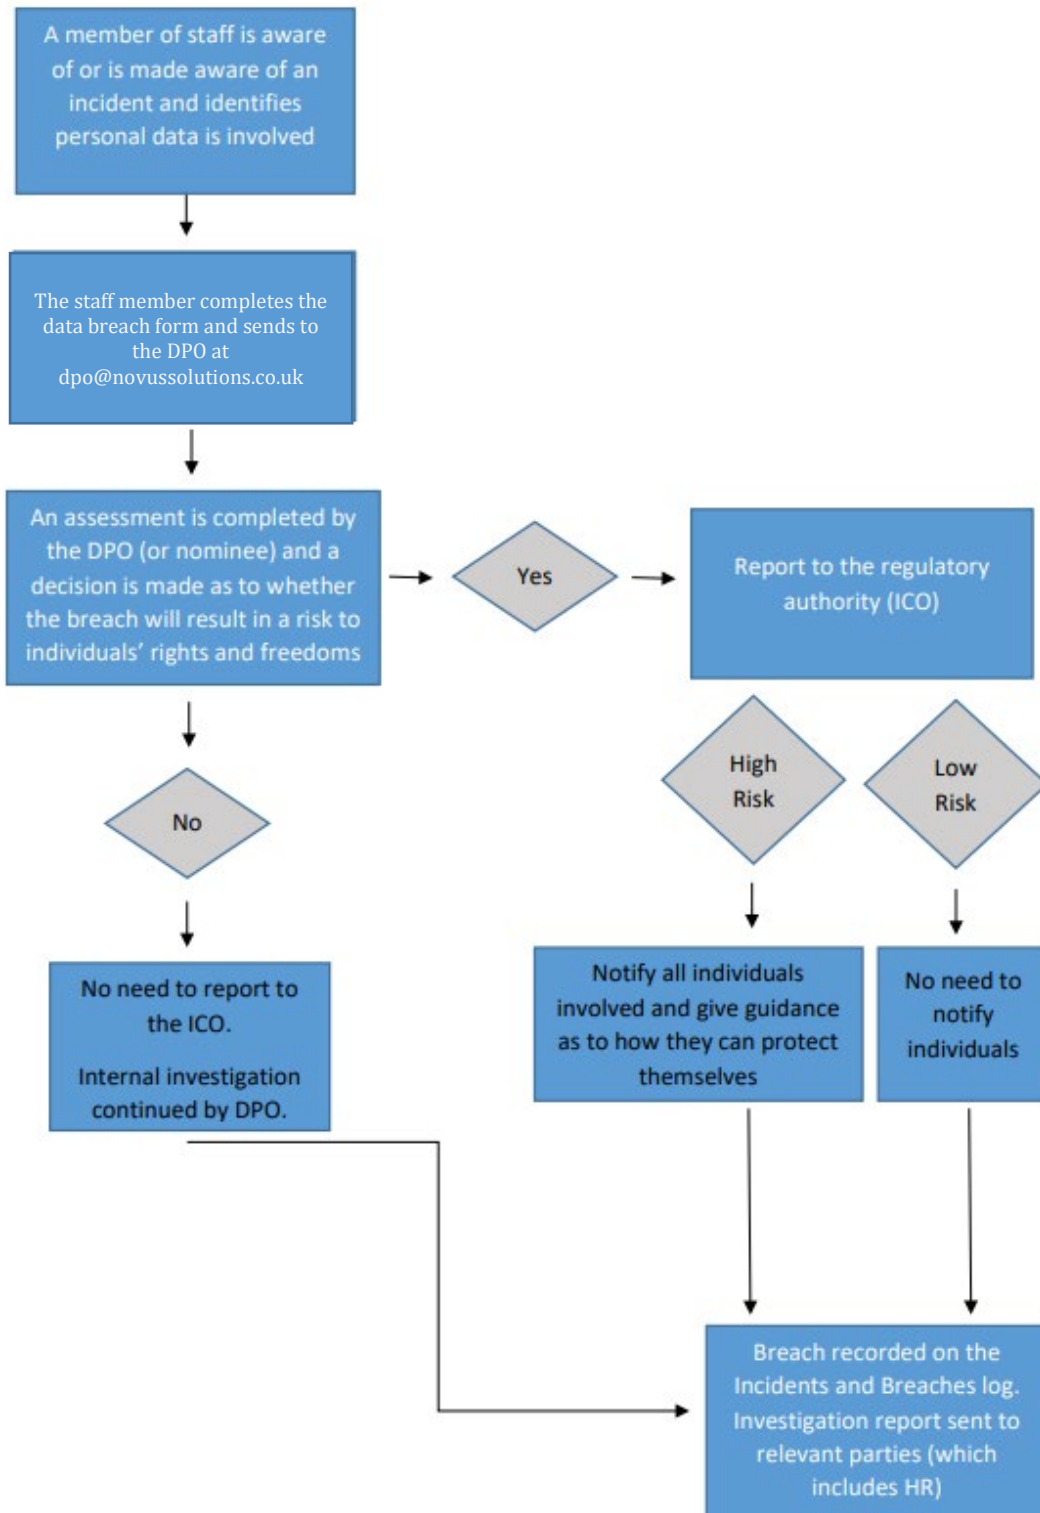 A member of staff is aware
of or is made aware of an
incident and identifies
personal data is involved
The staff member completes the
data breach form and sends to
the DPO at
dpo@novussolutions.co.uk
An assessment is completed by
the DPO (or nominee) and a
decision is made as to whether
the breach will result in a risk to
individuals’ rights and freedoms
Yes
Report to the regulatory
authority (ICO)
High
Risk
Low
Risk
No
No need to report to
the ICO.
Internal investigation
continued by DPO.
Notify all individuals
involved and give guidance
as to how they can protect
themselves
No need to
notify
individuals
Breach recorded on the
Incidents and Breaches log.
Investigation report sent to
relevant parties (which
includes HR)